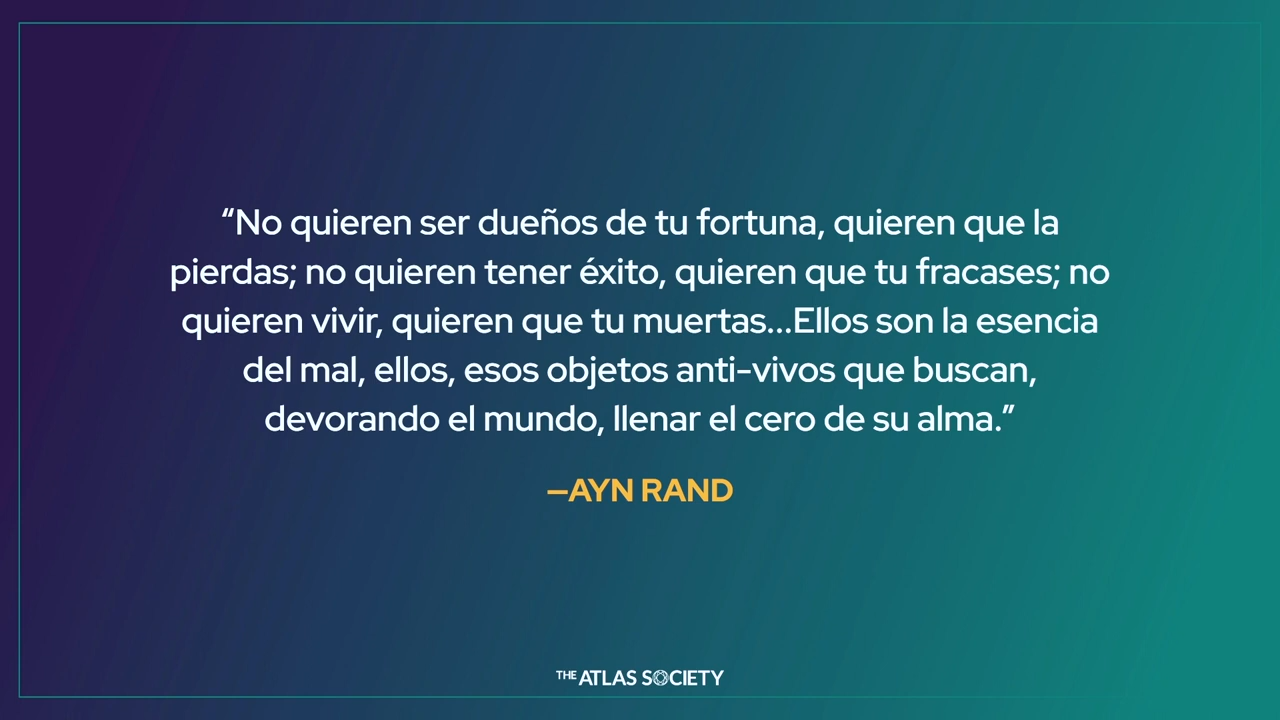 “No quieren ser dueños de tu fortuna, quieren que la
pierdas; no quieren tener éxito, quieren que tu fracases; no
quieren vivir, quieren que tu muertas...Ellos son la esencia
del mal, ellos, esos objetos anti-vivos que buscan,
devorando el mundo, llenar el cero de su alma.”
—AYN RAND
THE ATLAS SOCIETY